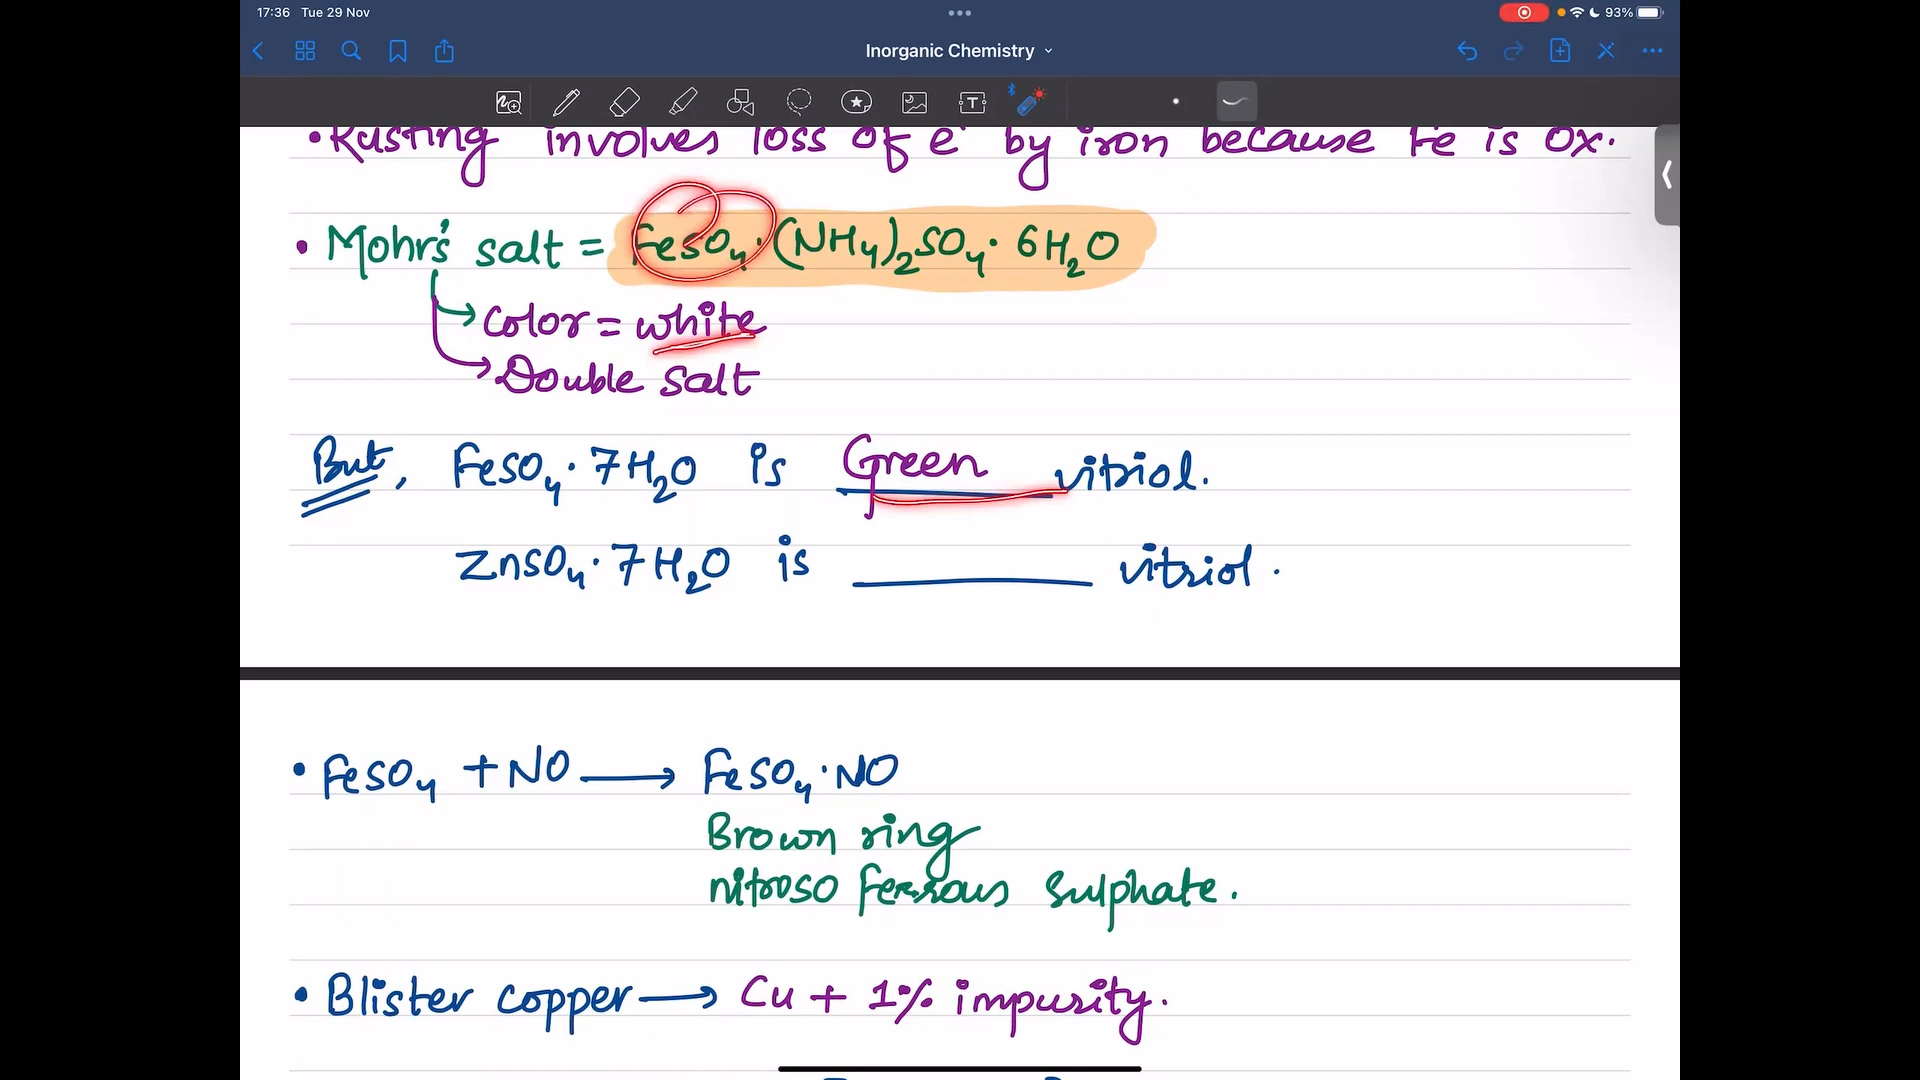 17:36 Tue 29 Nov
93%
Inorganic Chemistry
• Rusting involves loss of e⁻ by iron because Fe is Ox.
• Mohr's salt = FeSO₄·(NH₄)₂SO₄·6H₂O
→ Color = white
→ Double salt
But, FeSO₄·7H₂O is Green vitriol.
ZnSO₄·7H₂O is ______ vitriol.
• FeSO₄ + NO ⟶ FeSO₄·NO
Brown ring
nitroso ferrous sulphate.
• Blister copper ⟶ Cu + 1% impurity.